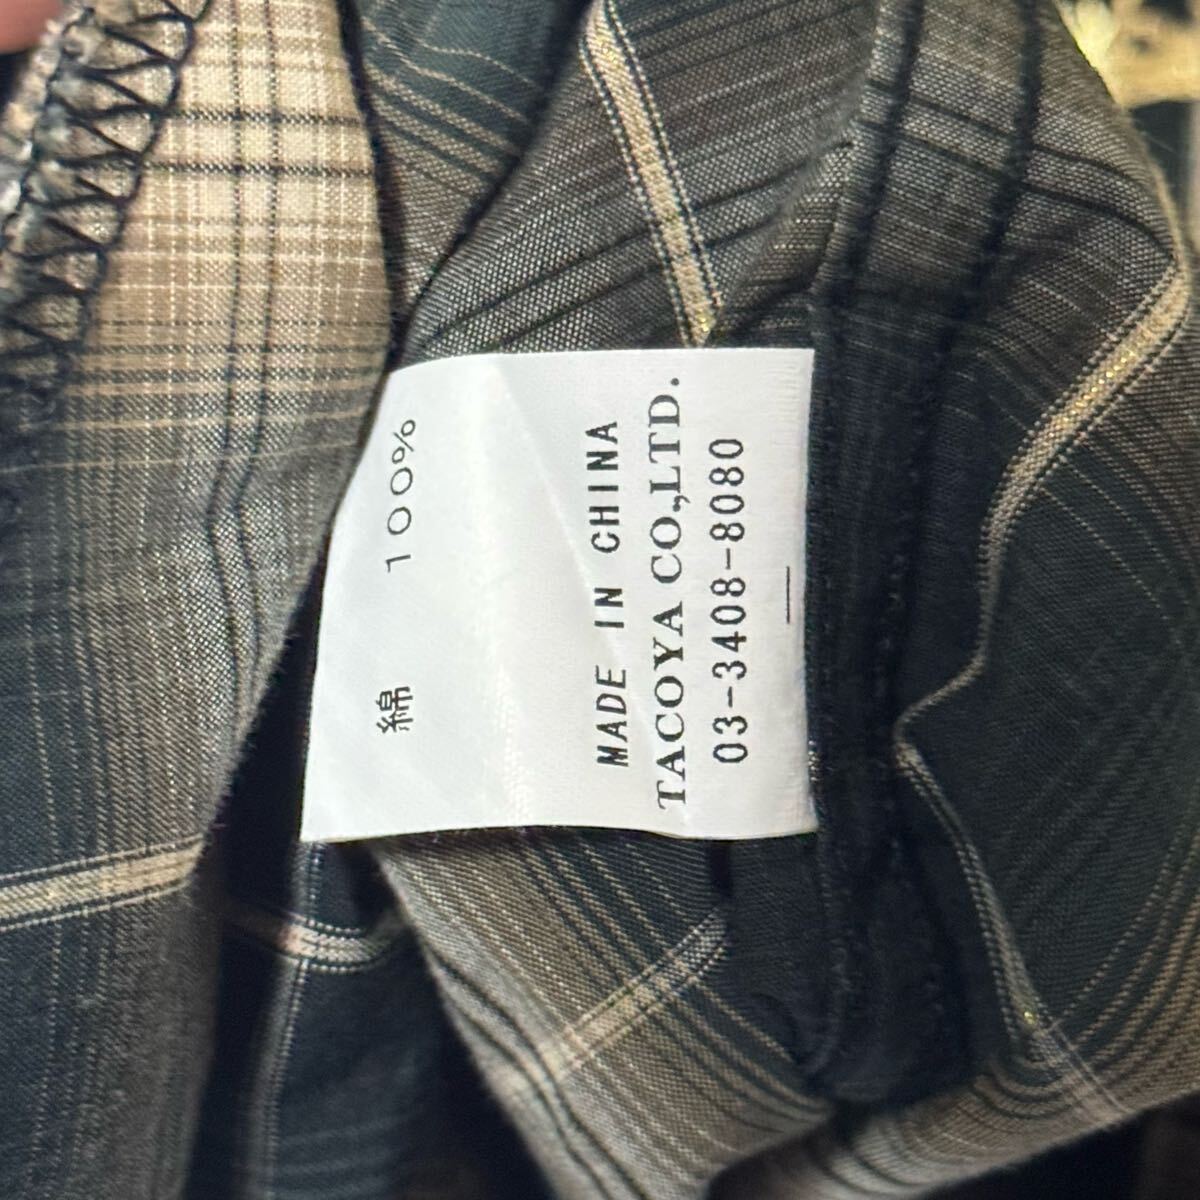 綿 100%
MADE IN CHINA
TACOYA CO.,LTD.
03-3408-8080